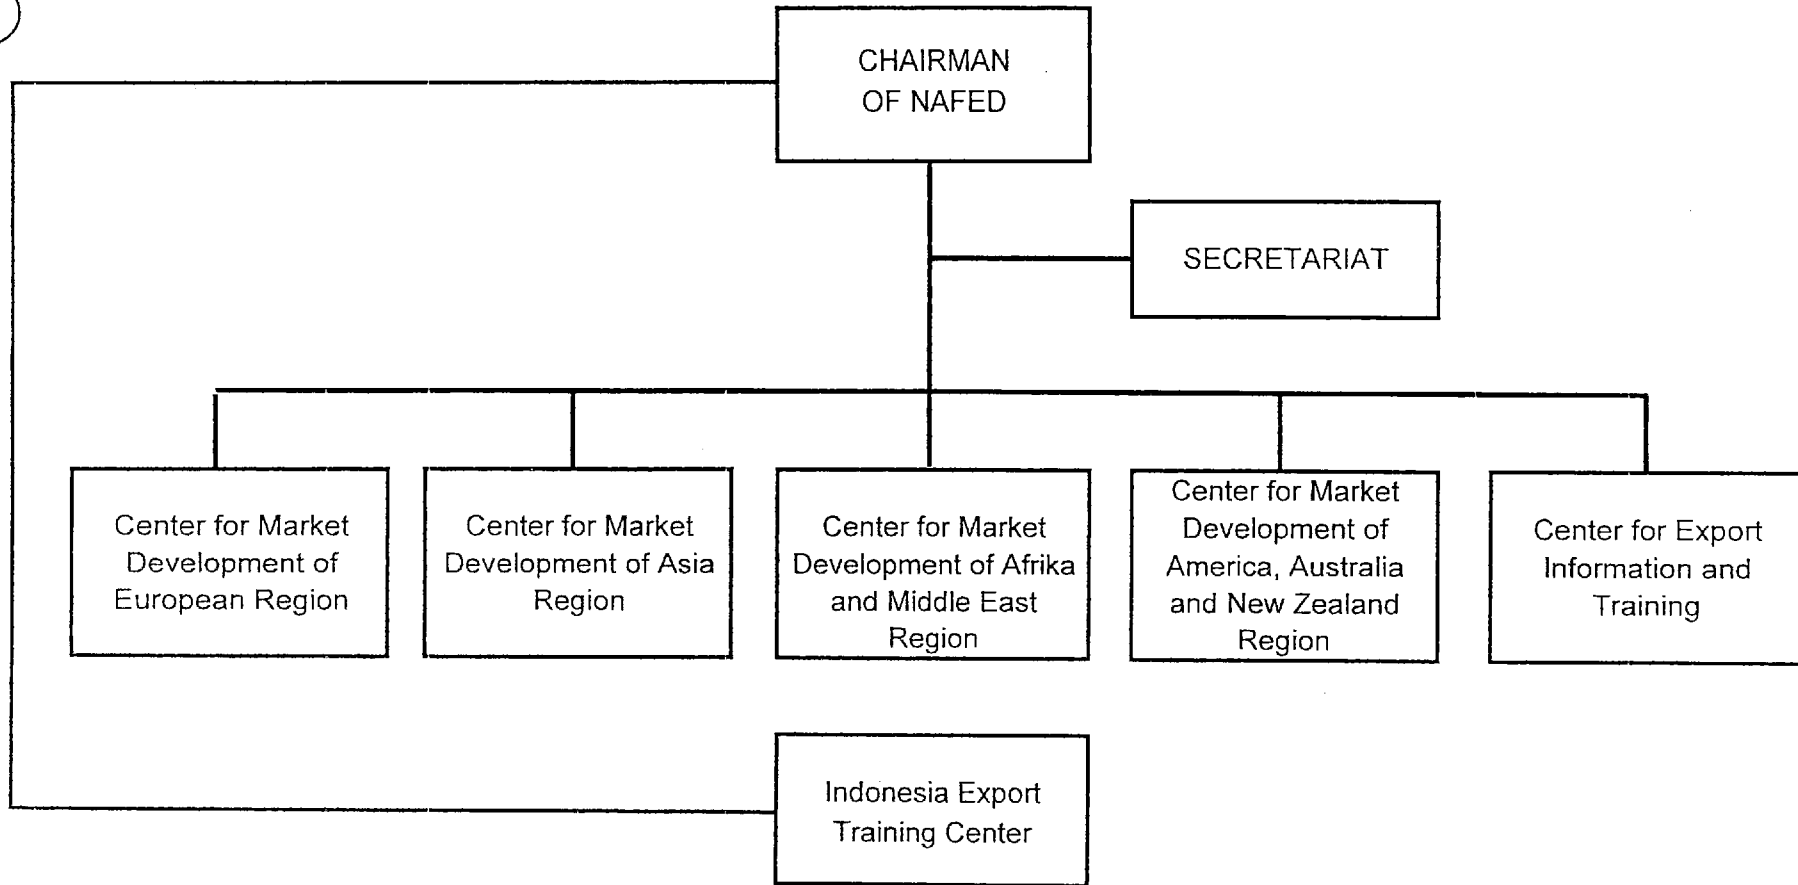 CHAIRMAN
OF NAFED
SECRETARIAT
Center for Market
Development of
European Region
Center for Market
Development of Asia
Region
Center for Market
Development of Afrika
and Middle East
Region
Center for Market
Development of
America, Australia
and New Zealand
Region
Center for Export
Information and
Training
Indonesia Export
Training Center